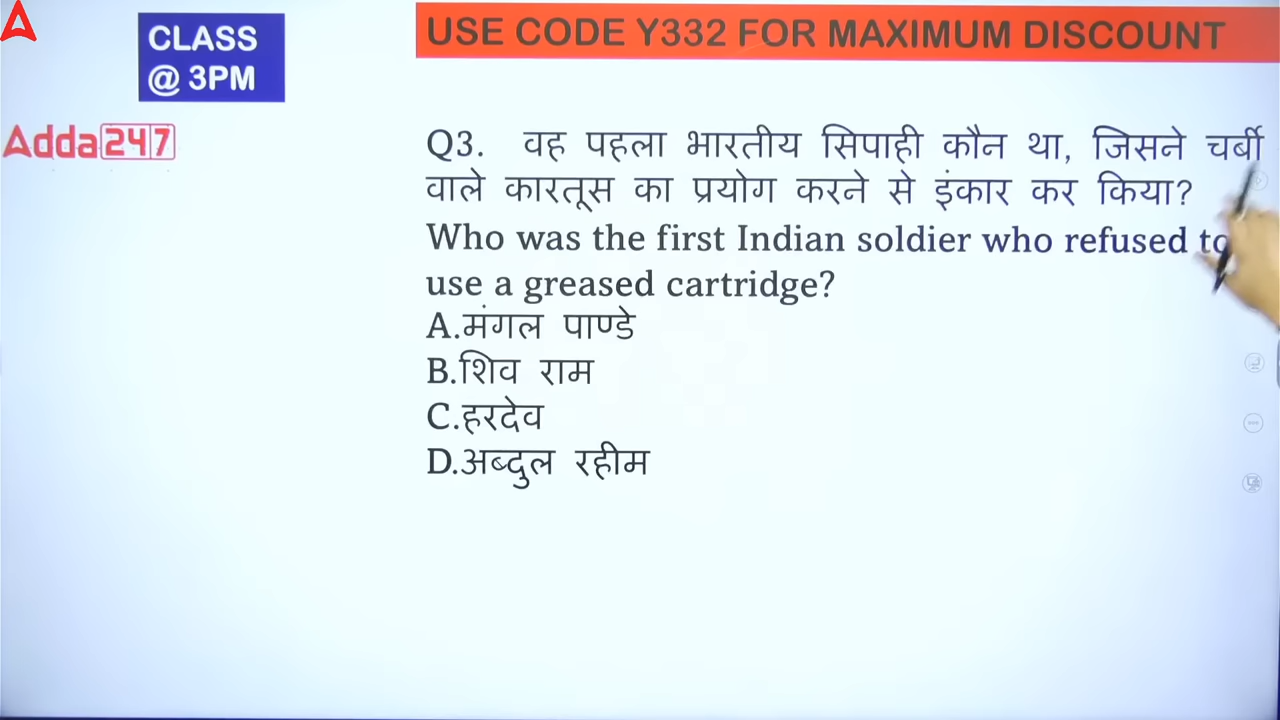 CLASS
@ 3PM
USE CODE Y332 FOR MAXIMUM DISCOUNT
Adda247
Q3. वह पहला भारतीय सिपाही कौन था, जिसने चर्बी
वाले कारतूस का प्रयोग करने से इंकार कर किया?
Who was the first Indian soldier who refused to
use a greased cartridge?
A.मंगल पाण्डे
B.शिव राम
C.हरदेव
D.अब्दुल रहीम